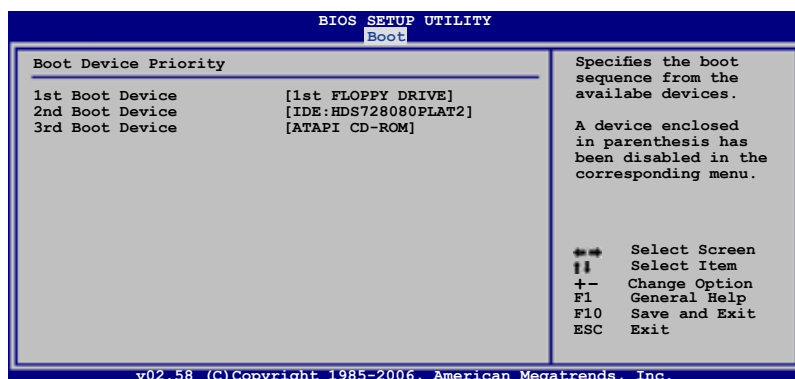 BIOS SETUP UTILITY
Boot
Boot Device Priority
1st Boot Device [1st FLOPPY DRIVE]
2nd Boot Device [IDE:HDS728080PLAT2]
3rd Boot Device [ATAPI CD-ROM]
Specifies the boot
sequence from the
availabe devices.
A device enclosed
in parenthesis has
been disabled in the
corresponding menu.
←→ Select Screen
↑↓ Select Item
+- Change Option
F1 General Help
F10 Save and Exit
ESC Exit
v02.58 (C)Copyright 1985-2006, American Megatrends, Inc.